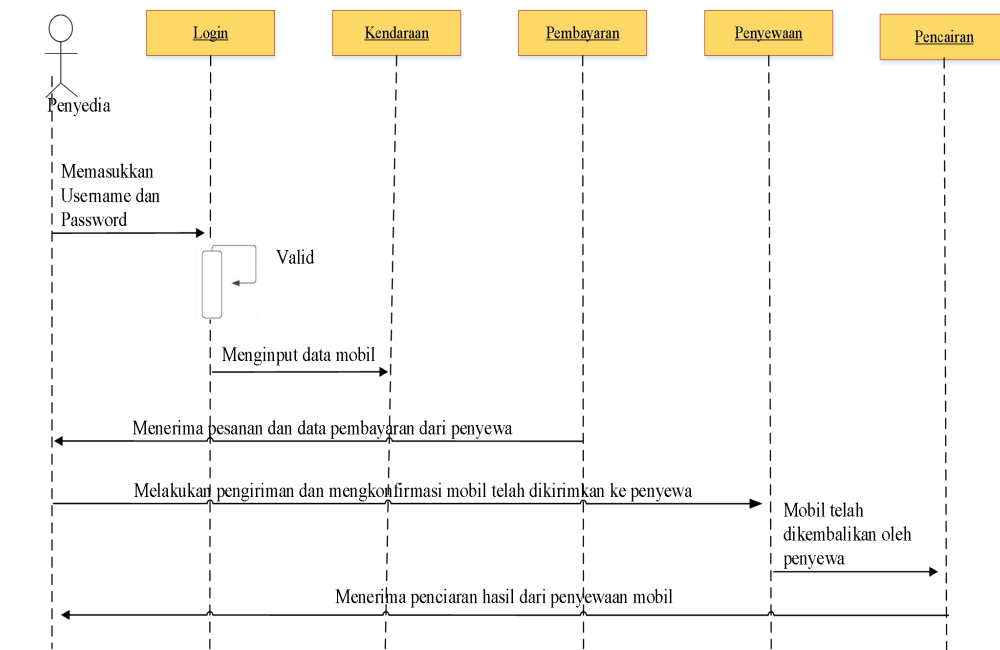 Login
Kendaraan
Pembayaran
Penyewaan
Pencairan
Penyedia
Memasukkan
Username dan
Password
Valid
Menginput data mobil
Menerima pesanan dan data pembayaran dari penyewa
Melakukan pengiriman dan mengkonfirmasi mobil telah dikirimkan ke penyewa
Mobil telah
dikembalikan oleh
penyewa
Menerima penciaran hasil dari penyewaan mobil